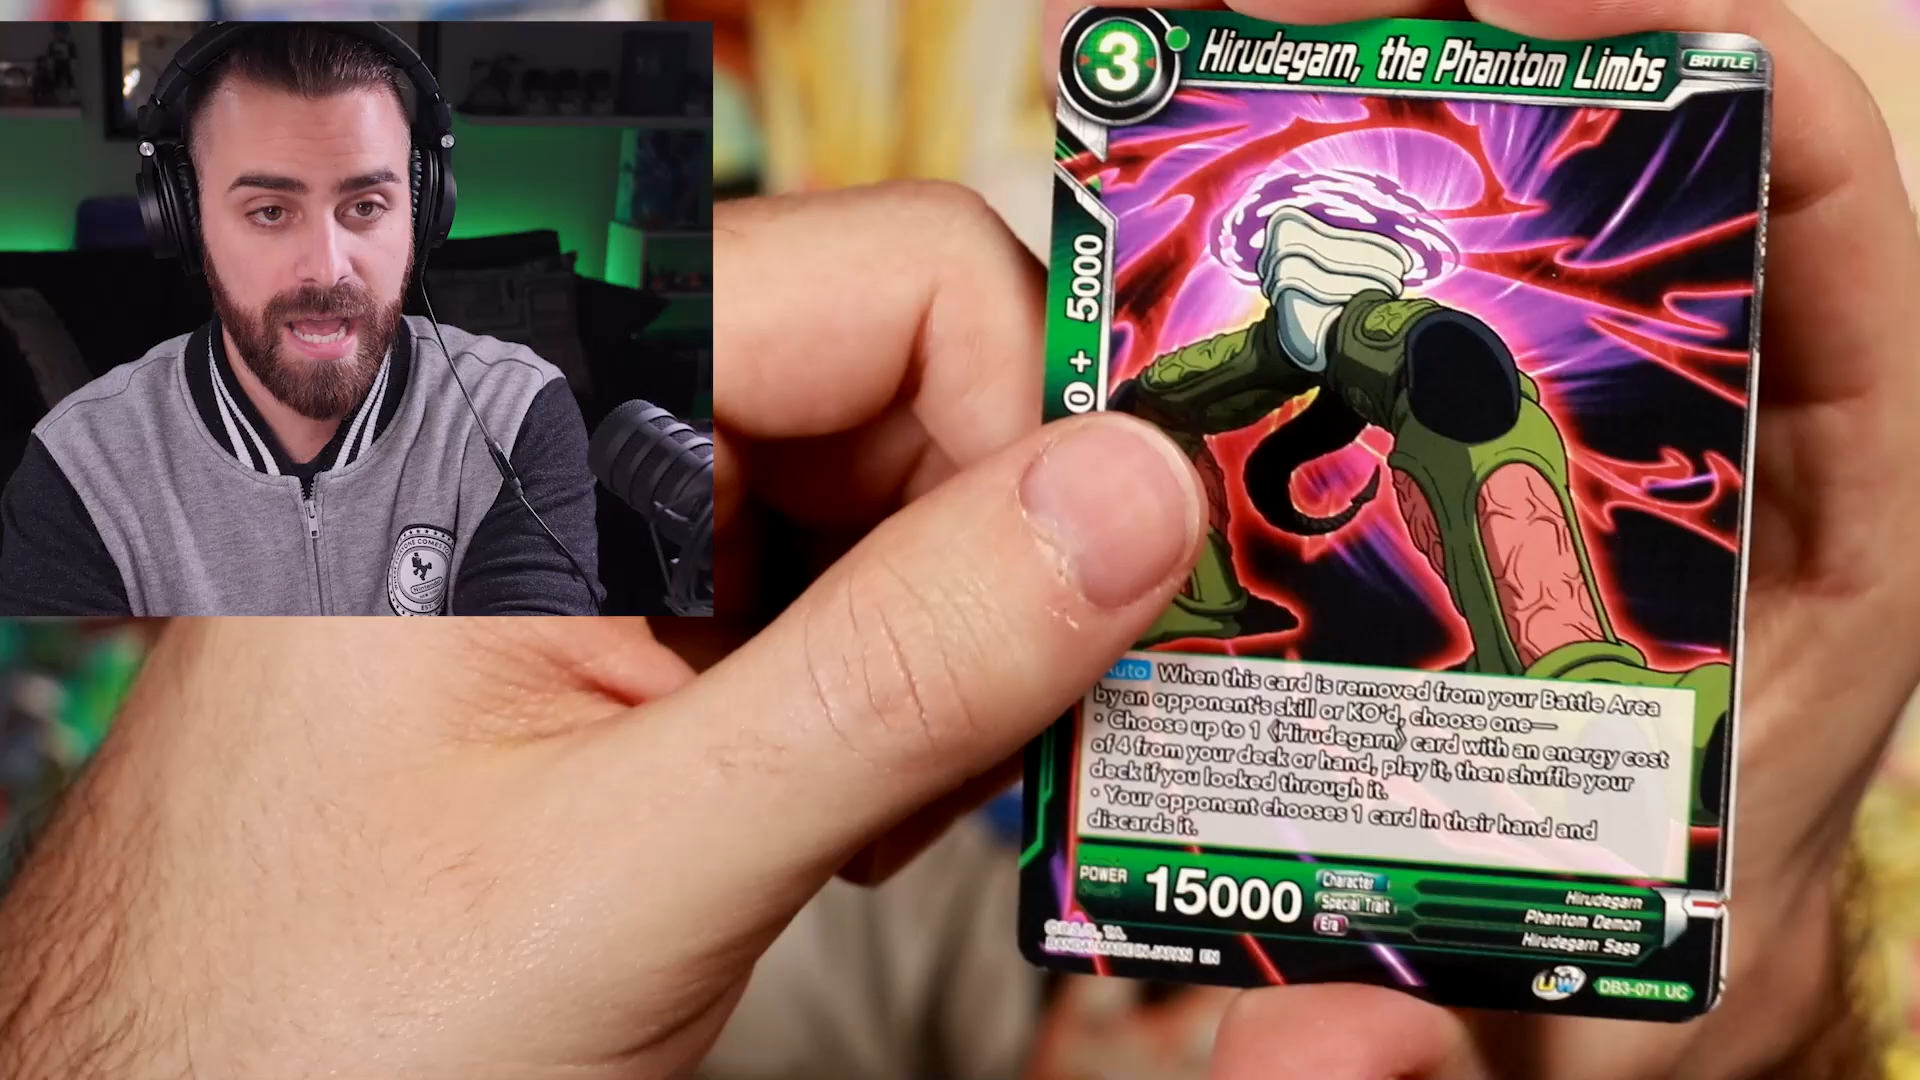 3
Hirudegarn, the Phantom Limbs
BATTLE
0 + 5000
Auto When this card is removed from your Battle Area
by an opponent's skill or KO'd, choose one—
• Choose up to 1 《Hirudegarn》 card with an energy cost
of 4 from your deck or hand, play it, then shuffle your
deck if you looked through it.
• Your opponent chooses 1 card in their hand and
discards it.
POWER 15000
Character Hirudegarn
Special Trait Phantom Demon
Era Hirudegarn Saga
BANDAI MADE IN JAPAN EN
UW DB3-071 UC
Nintendo